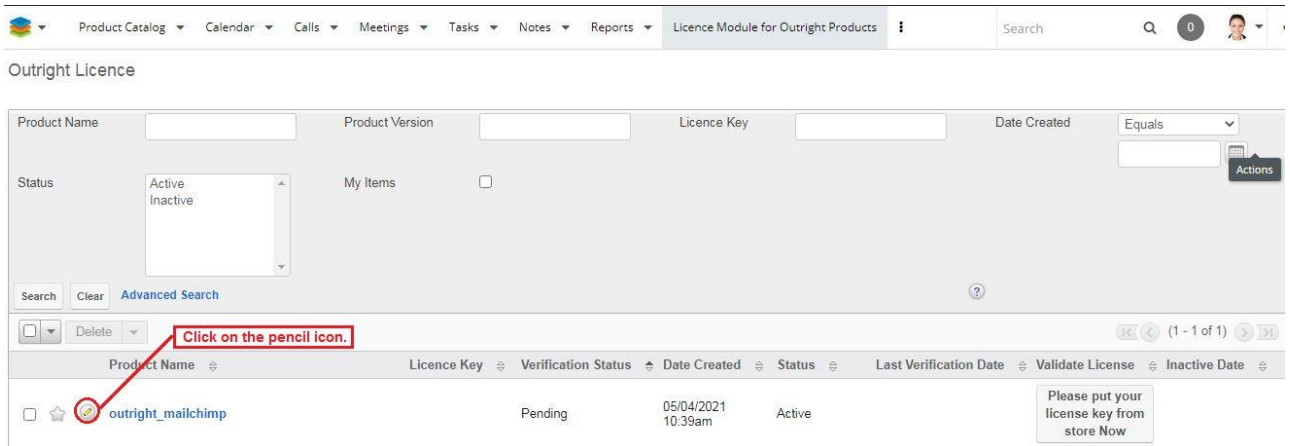 Product Catalog Calendar Calls Meetings Tasks Notes Reports Licence Module for Outright Products Search 0
Outright Licence
Product Name Product Version Licence Key Date Created Equals
Actions
Status Active My Items
Inactive
Search Clear Advanced Search ?
Delete Click on the pencil icon. (1 - 1 of 1)
Product Name Licence Key Verification Status Date Created Status Last Verification Date Validate License Inactive Date
outright_mailchimp Pending 05/04/2021 10:39am Active Please put your license key from store Now